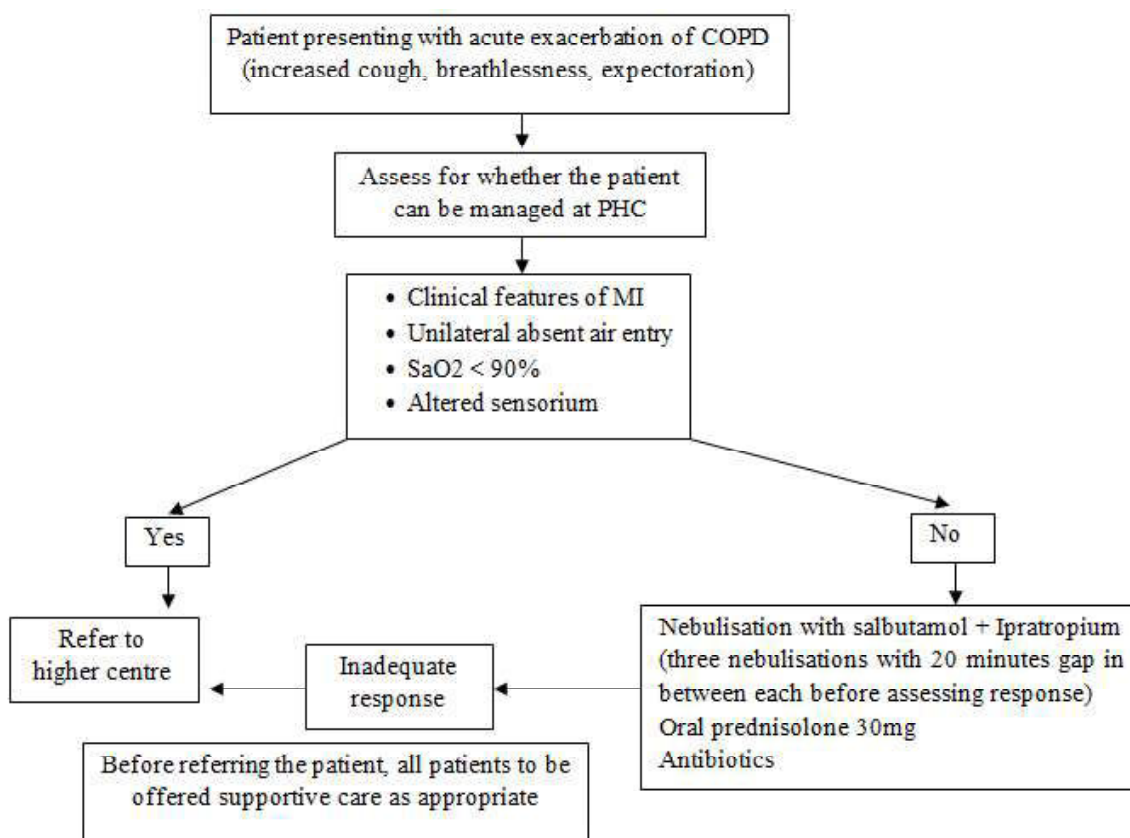 Patient presenting with acute exacerbation of COPD
(increased cough, breathlessness, expectoration)
Assess for whether the patient
can be managed at PHC
• Clinical features of MI
• Unilateral absent air entry
• SaO2 < 90%
• Altered sensorium
Yes
No
Refer to
higher centre
Inadequate
response
Nebulisation with salbutamol + Ipratropium
(three nebulisations with 20 minutes gap in
between each before assessing response)
Oral prednisolone 30mg
Antibiotics
Before referring the patient, all patients to be
offered supportive care as appropriate